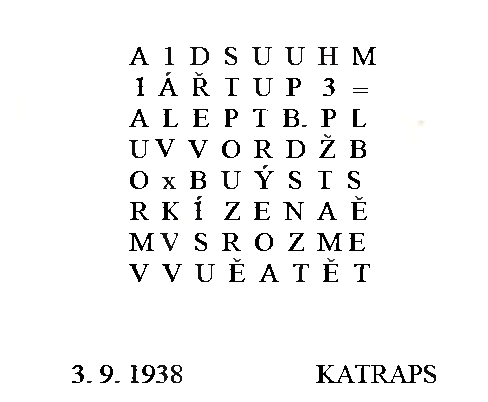 A 1 D S U U H M
1 Á Ř T U P 3 =
A L E P T B. P L
U V V O R D Ž B
O x B U Ý S T S
R K Í Z E N A Ě
M V S R O Z M E
V V U Ě A T Ě T
3. 9. 1938 KATRAPS